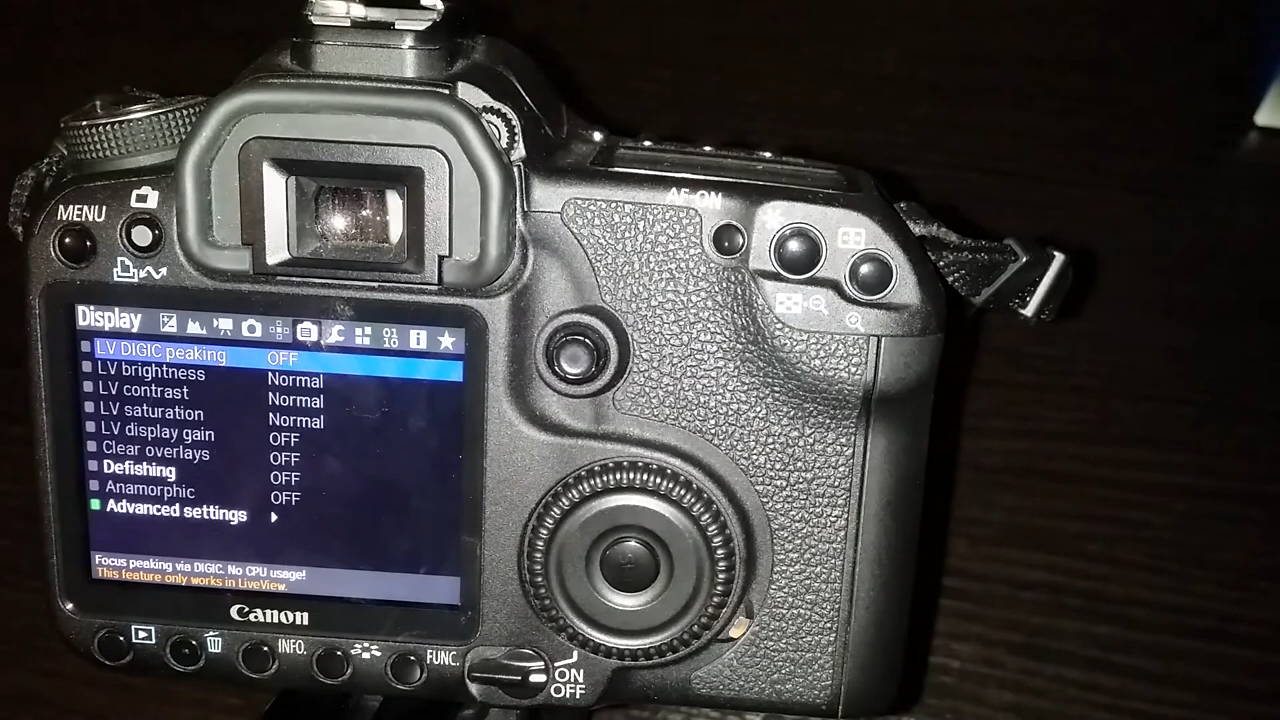 AF-ON
MENU
Display
01
10
LV DIGIC peaking OFF
LV brightness Normal
LV contrast Normal
LV saturation Normal
LV display gain OFF
Clear overlays OFF
Defishing OFF
Anamorphic OFF
Advanced settings
Focus peaking via DIGIC. No CPU usage!
This feature only works in LiveView.
Canon
INFO.
FUNC.
ON
OFF